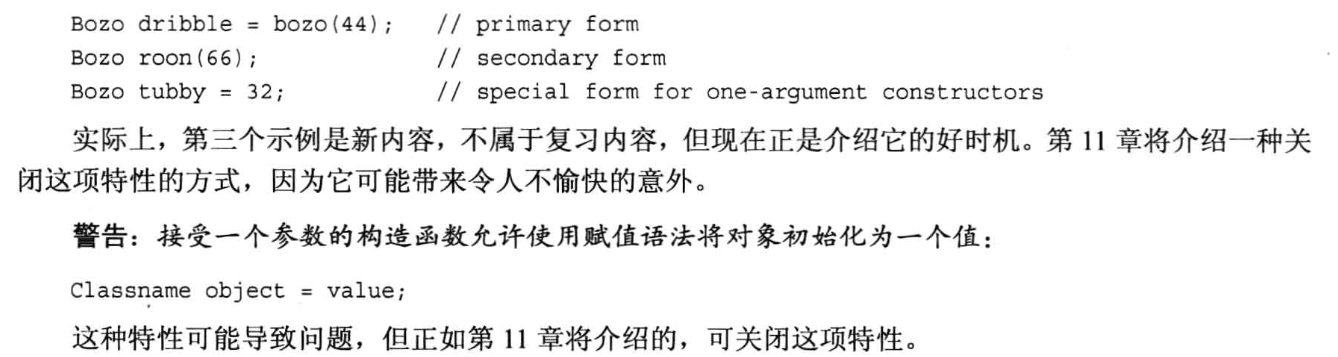 Bozo dribble = bozo(44);   // primary form
Bozo roon(66);             // secondary form
Bozo tubby = 32;           // special form for one-argument constructors
实际上，第三个示例是新内容，不属于复习内容，但现在正是介绍它的好时机。第 11 章将介绍一种关
闭这项特性的方式，因为它可能带来令人不愉快的意外。
警告：接受一个参数的构造函数允许使用赋值语法将对象初始化为一个值：
Classname object = value;
这种特性可能导致问题，但正如第 11 章将介绍的，可关闭这项特性。